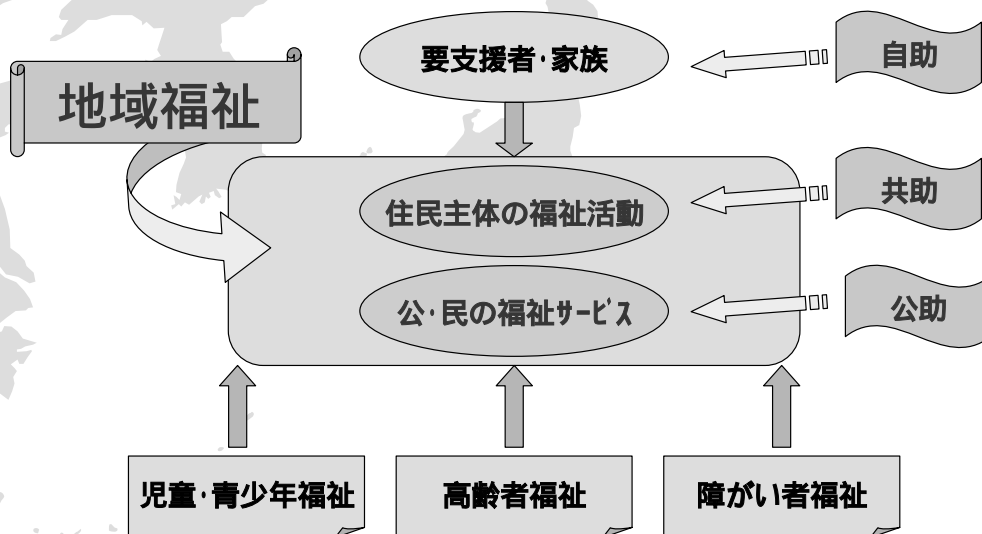 要支援者・家族
自助
地域福祉
住民主体の福祉活動
共助
公・民の福祉ｻｰﾋﾞｽ
公助
児童・青少年福祉
高齢者福祉
障がい者福祉